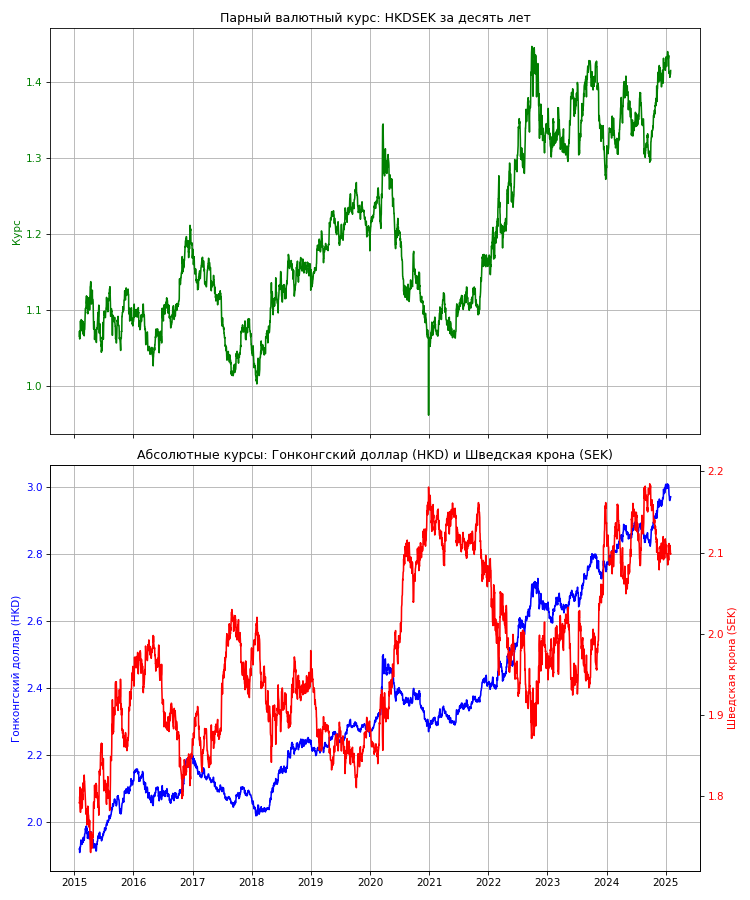 Парный валютный курс: HKDSEK за десять лет
1.4
1.3
1.2
1.1
1.0
Курс
Абсолютные курсы: Гонконгский доллар (HKD) и Шведская крона (SEK)
3.0
2.8
2.6
2.4
2.2
2.0
Гонконгский доллар (HKD)
2.2
2.1
2.0
1.9
1.8
Шведская крона (SEK)
2015 2016 2017 2018 2019 2020 2021 2022 2023 2024 2025